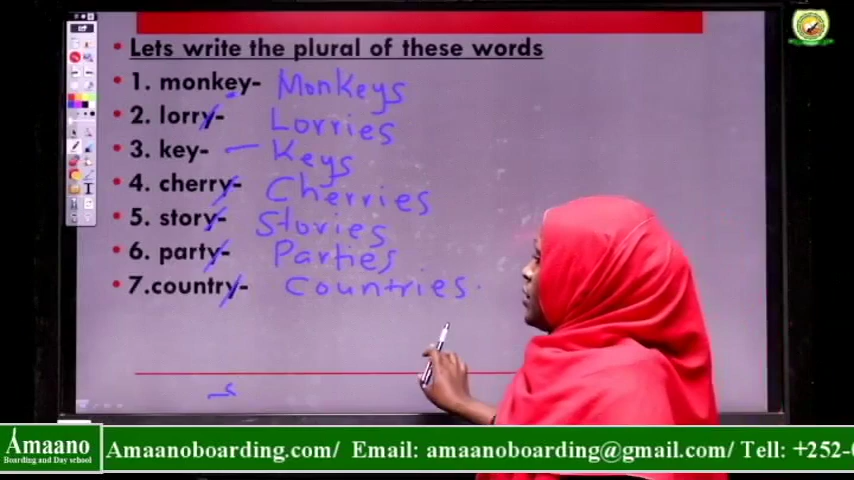 • Lets write the plural of these words
• 1. monkey- Monkeys
• 2. lorry- Lorries
• 3. key- - Keys
• 4. cherry- Cherries
• 5. story- Stories
• 6. party- Parties
• 7.country- Countries.
Amaano
Boarding and Day school
Amaanoboarding.com/ Email: amaanoboarding@gmail.com/ Tell: +252-